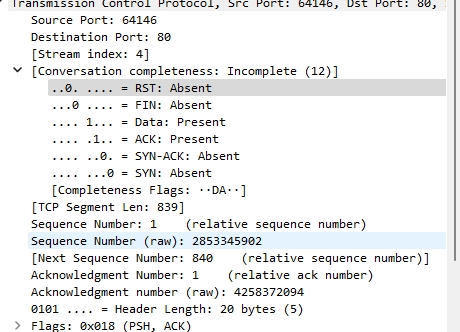 Transmission Control Protocol, Src Port: 64146, Dst Port: 80,
Source Port: 64146
Destination Port: 80
[Stream index: 4]
[Conversation completeness: Incomplete (12)]
..0. .... = RST: Absent
...0 .... = FIN: Absent
.... 1... = Data: Present
.... .1.. = ACK: Present
.... ..0. = SYN-ACK: Absent
.... ...0 = SYN: Absent
[Completeness Flags: ··DA··]
[TCP Segment Len: 839]
Sequence Number: 1    (relative sequence number)
Sequence Number (raw): 2853345902
[Next Sequence Number: 840    (relative sequence number)]
Acknowledgment Number: 1    (relative ack number)
Acknowledgment number (raw): 4258372094
0101 .... = Header Length: 20 bytes (5)
Flags: 0x018 (PSH, ACK)